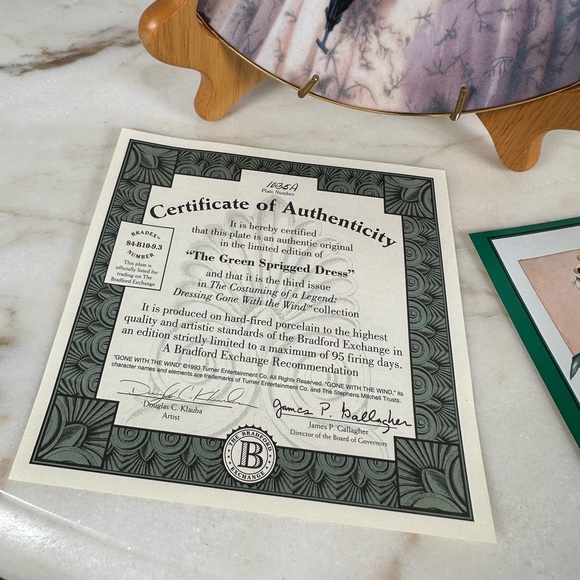 1635A
Plate Number
Certificate of Authenticity
BRADEX
84-B10-9.3
NUMBER
This plate is
officially listed for
trading on The
Bradford Exchange
It is hereby certified
that this plate is an authentic original
in the limited edition of
"The Green Sprigged Dress"
and that it is the third issue
in The Costuming of a Legend:
Dressing Gone With the Wind™ collection
It is produced on hard-fired porcelain to the highest
quality and artistic standards of the Bradford Exchange in
an edition strictly limited to a maximum of 95 firing days.
A Bradford Exchange Recommendation
"GONE WITH THE WIND" ©1993 Turner Entertainment Co. All Rights Reserved. "GONE WITH THE WIND," its
character names and elements are trademarks of Turner Entertainment Co. and The Stephens Mitchell Trusts.
Douglas C. Klauba
Douglas C. Klauba
Artist
James P. Gallagher
James P. Gallagher
Director of the Board of Governors
THE BRADFORD
B
EXCHANGE